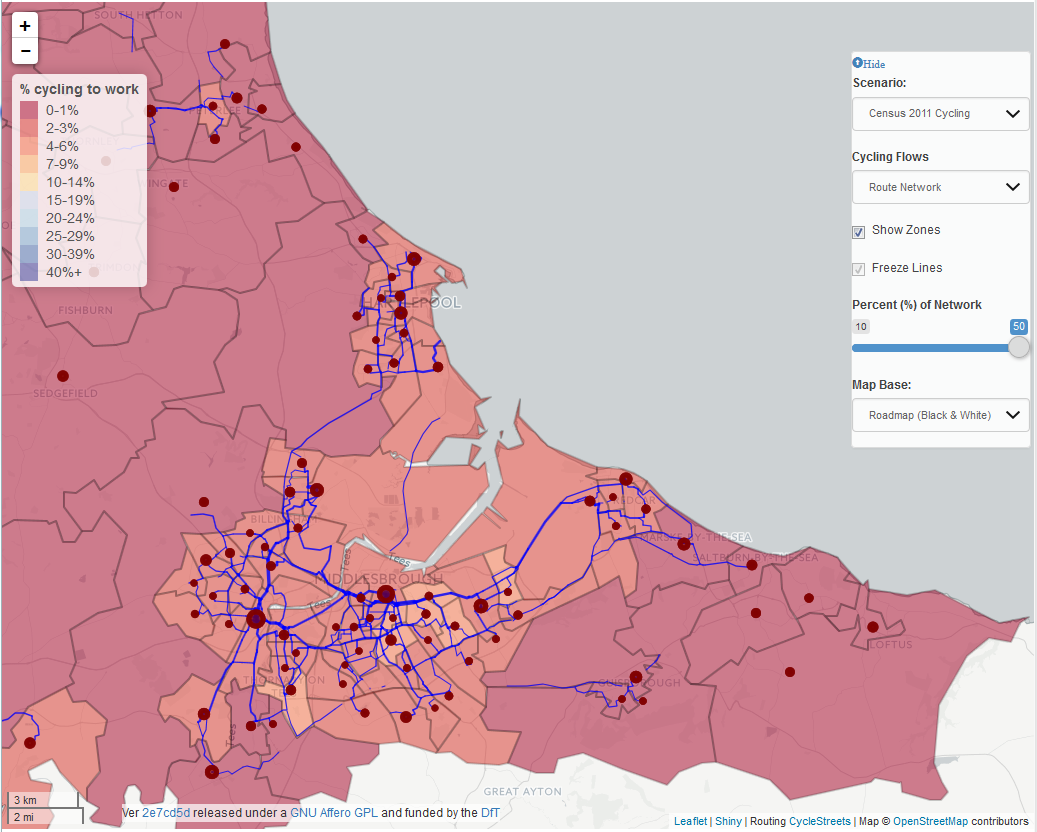 SOUTH HETTON
+
−
% cycling to work
0-1%
2-3%
4-6%
7-9%
10-14%
15-19%
20-24%
25-29%
30-39%
40%+
FISHBURN
SEDGEFIELD
BILLINGHAM
MIDDLESBROUGH
Tees
Tees
Tees
REDCAR
MARSKE-BY-THE-SEA
SALTBURN-BY-THE-SEA
LOFTUS
GUISBOROUGH
Tees
GREAT AYTON
Hide
Scenario:
Census 2011 Cycling
Cycling Flows
Route Network
Show Zones
Freeze Lines
Percent (%) of Network
10
50
Map Base:
Roadmap (Black & White)
3 km
2 mi
Ver 2e7cd5d released under a GNU Affero GPL and funded by the DfT
Leaflet | Shiny | Routing CycleStreets | Map © OpenStreetMap contributors